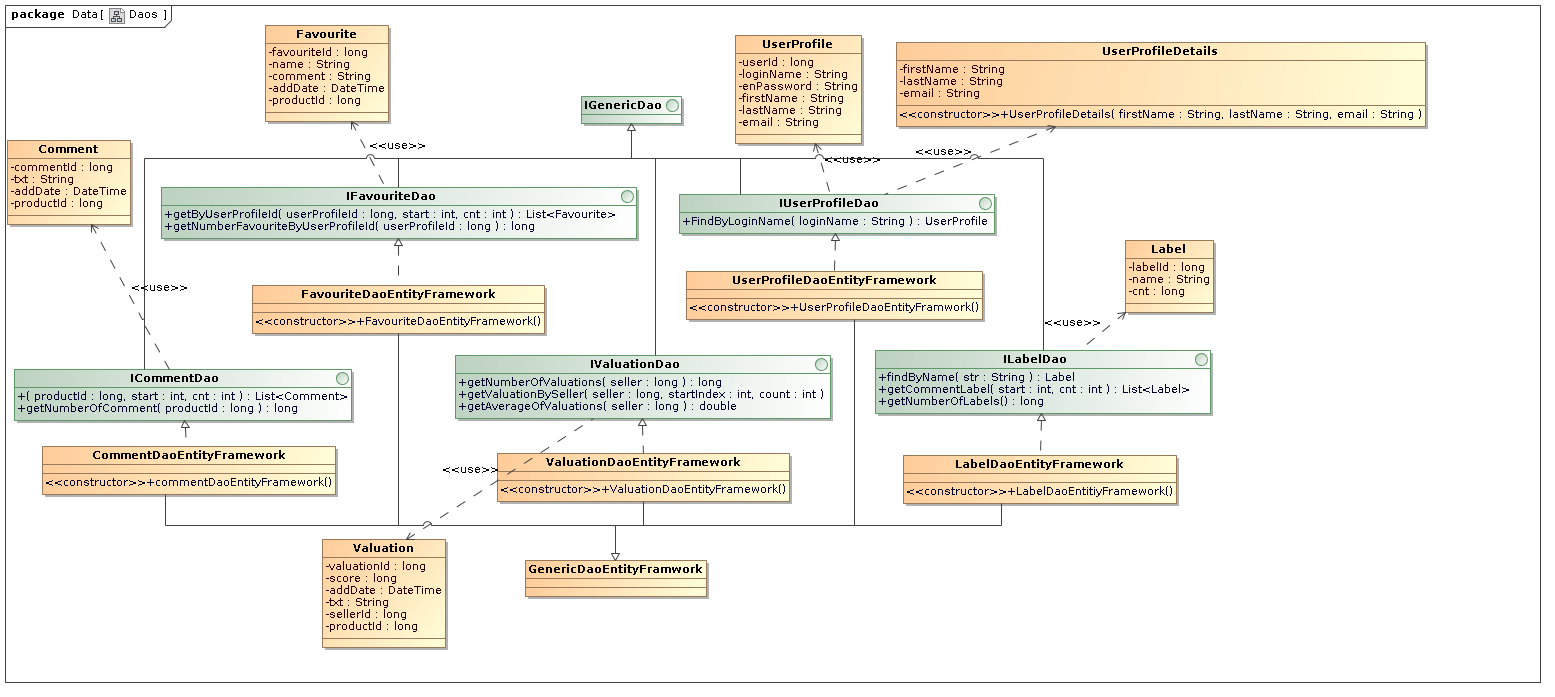 package Data[ Daos ]
Favourite
-favouriteId : long
-name : String
-comment : String
-addDate : DateTime
-productId : long
UserProfile
-userId : long
-loginName : String
-enPassword : String
-firstName : String
-lastName : String
-email : String
UserProfileDetails
-firstName : String
-lastName : String
-email : String
<<constructor>>+UserProfileDetails( firstName : String, lastName : String, email : String )
IGenericDao
Comment
-commentId : long
-txt : String
-addDate : DateTime
-productId : long
<<use>>
<<use>>
<<use>>
IFavouriteDao
+getByUserProfileId( userProfileId : long, start : int, cnt : int ) : List<Favourite>
+getNumberFavouriteByUserProfileId( userProfileId : long ) : long
IUserProfileDao
+FindByLoginName( loginName : String ) : UserProfile
Label
-labelId : long
-name : String
-cnt : long
<<use>>
FavouriteDaoEntityFramework
<<constructor>>+FavouriteDaoEntityFramework()
UserProfileDaoEntityFramework
<<constructor>>+UserProfileDaoEntityFramwork()
<<use>>
ICommentDao
+( productId : long, start : int, cnt : int ) : List<Comment>
+getNumberOfComment( productId : long ) : long
IValuationDao
+getNumberOfValuations( seller : long ) : long
+getValuationBySeller( seller : long, startIndex : int, count : int )
+getAverageOfValuations( seller : long ) : double
ILabelDao
+findByName( str : String ) : Label
+getCommentLabel( start : int, cnt : int ) : List<Label>
+getNumberOfLabels() : long
CommentDaoEntityFramework
<<constructor>>+commentDaoEntityFramework()
<<use>>
ValuationDaoEntityFramework
<<constructor>>+ValuationDaoEntityFramework()
LabelDaoEntityFramework
<<constructor>>+LabelDaoEntitiyFramework()
Valuation
-valuationId : long
-score : long
-addDate : DateTime
-txt : String
-sellerId : long
-productId : long
GenericDaoEntityFramwork